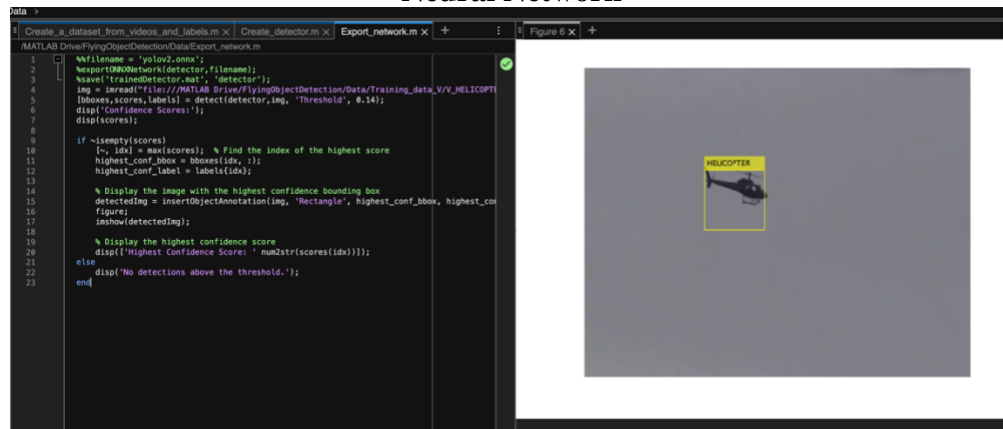 Data >
Create_a_dataset_from_videos_and_labels.m × Create_detector.m × Export_network.m × +
Figure 6 × +
/MATLAB Drive/FlyingObjectDetection/Data/Export_network.m
1 %%filename = 'yolov2.onnx';
2 %exportONNXNetwork(detector,filename);
3 %save('trainedDetector.mat', 'detector');
4 img = imread("file:///MATLAB Drive/FlyingObjectDetection/Data/Training_data_V/V_HELICOPT
5 [bboxes,scores,labels] = detect(detector,img, 'Threshold', 0.14);
6 disp('Confidence Scores:');
7 disp(scores);
8
9 if ~isempty(scores)
10 [~, idx] = max(scores); % Find the index of the highest score
11 highest_conf_bbox = bboxes(idx, :);
12 highest_conf_label = labels{idx};
13
14 % Display the image with the highest confidence bounding box
15 detectedImg = insertObjectAnnotation(img, 'Rectangle', highest_conf_bbox, highest_con
16 figure;
17 imshow(detectedImg);
18
19 % Display the highest confidence score
20 disp(['Highest Confidence Score: ' num2str(scores(idx))]);
21 else
22 disp('No detections above the threshold.');
23 end
HELICOPTER